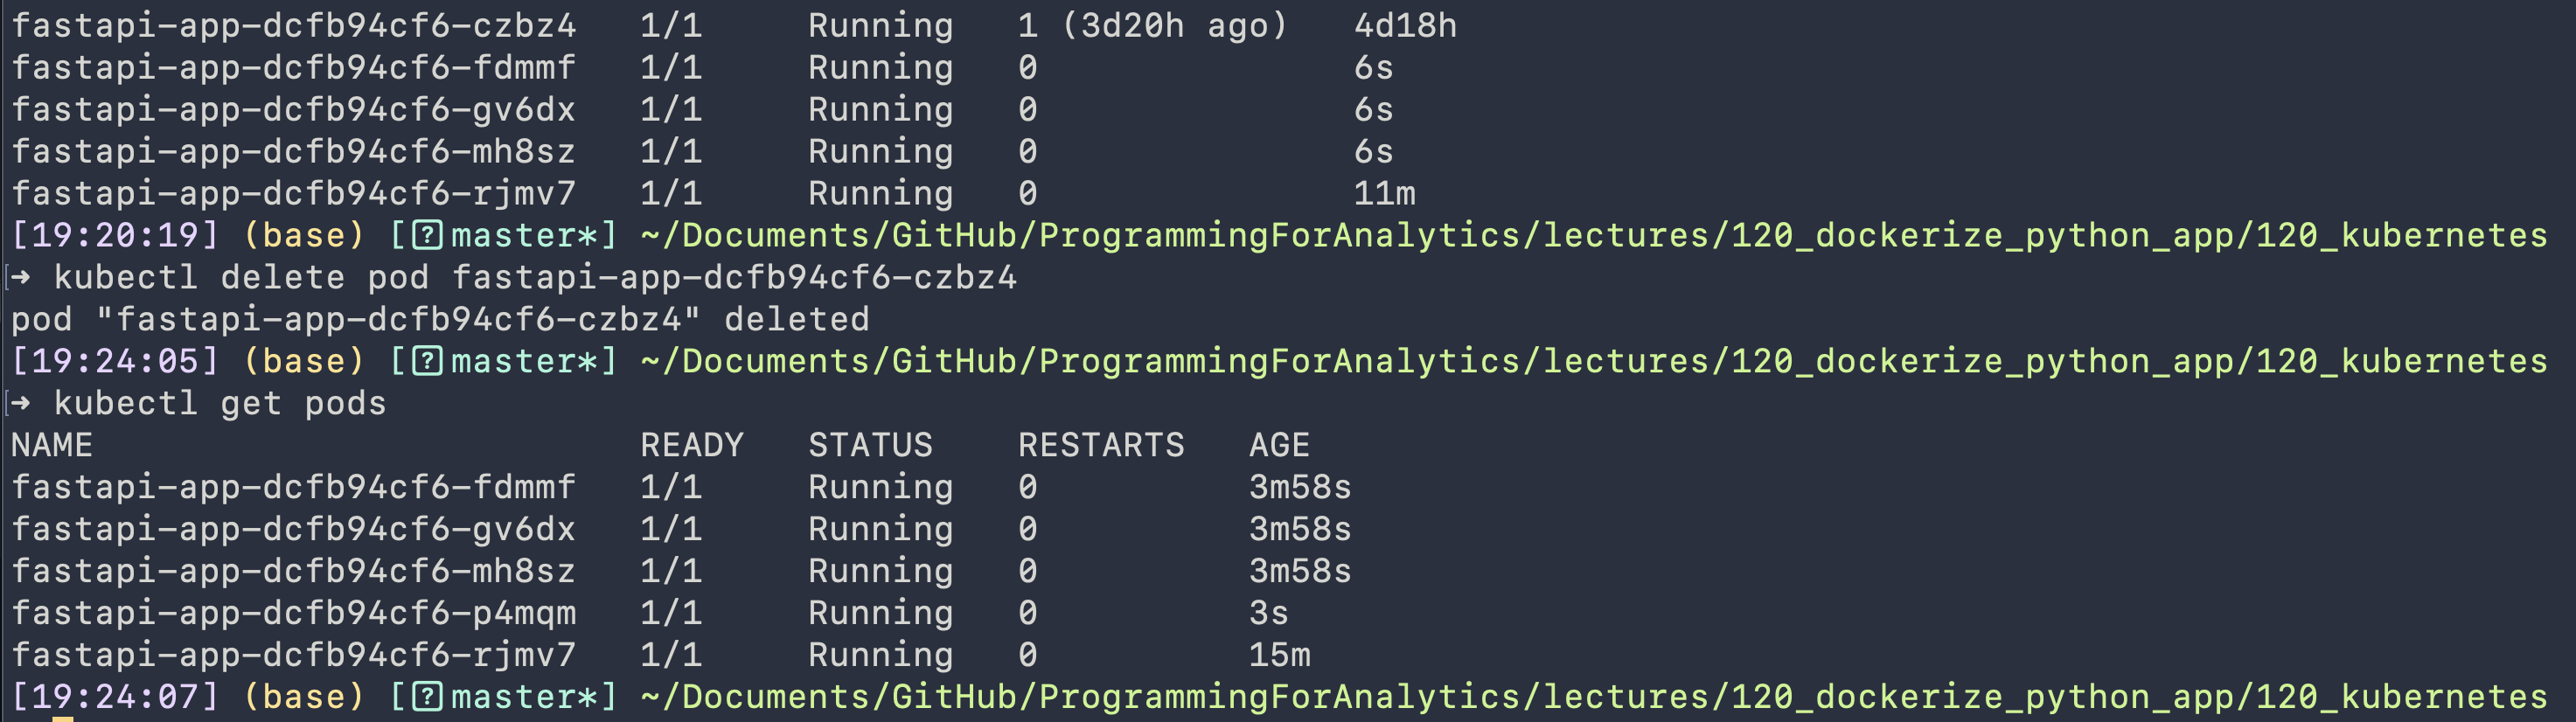 fastapi-app-dcfb94cf6-czbz4   1/1     Running   1 (3d20h ago)   4d18h
fastapi-app-dcfb94cf6-fdmmf   1/1     Running   0               6s
fastapi-app-dcfb94cf6-gv6dx   1/1     Running   0               6s
fastapi-app-dcfb94cf6-mh8sz   1/1     Running   0               6s
fastapi-app-dcfb94cf6-rjmv7   1/1     Running   0               11m
[19:20:19] (base) [?master*] ~/Documents/GitHub/ProgrammingForAnalytics/lectures/120_dockerize_python_app/120_kubernetes
➜ kubectl delete pod fastapi-app-dcfb94cf6-czbz4
pod "fastapi-app-dcfb94cf6-czbz4" deleted
[19:24:05] (base) [?master*] ~/Documents/GitHub/ProgrammingForAnalytics/lectures/120_dockerize_python_app/120_kubernetes
➜ kubectl get pods
NAME                          READY   STATUS    RESTARTS   AGE
fastapi-app-dcfb94cf6-fdmmf   1/1     Running   0          3m58s
fastapi-app-dcfb94cf6-gv6dx   1/1     Running   0          3m58s
fastapi-app-dcfb94cf6-mh8sz   1/1     Running   0          3m58s
fastapi-app-dcfb94cf6-p4mqm   1/1     Running   0          3s
fastapi-app-dcfb94cf6-rjmv7   1/1     Running   0          15m
[19:24:07] (base) [?master*] ~/Documents/GitHub/ProgrammingForAnalytics/lectures/120_dockerize_python_app/120_kubernetes